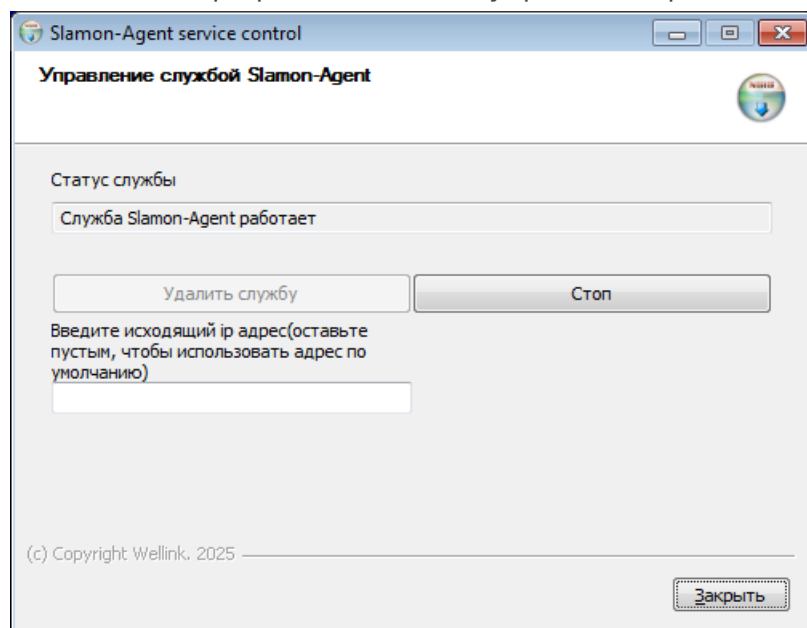 Slamon-Agent service control
Управление службой Slamon-Agent
Статус службы
Служба Slamon-Agent работает
Удалить службу
Стоп
Введите исходящий ip адрес(оставьте
пустым, чтобы использовать адрес по
умолчанию)
(c) Copyright Wellink. 2025
Закрыть